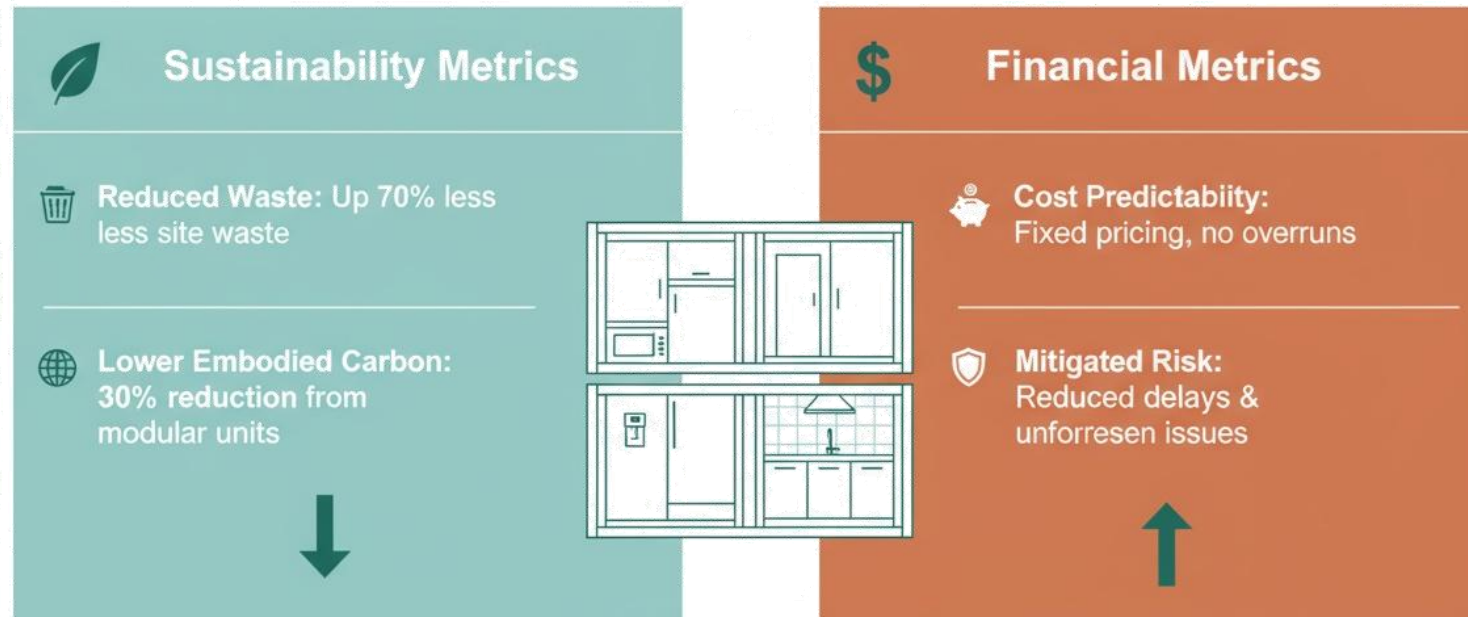 Sustainability Metrics
Reduced Waste: Up 70% less
less site waste
Lower Embodied Carbon:
30% reduction from
modular units
$ Financial Metrics
Cost Predictabiity:
Fixed pricing, no overruns
Mitigated Risk:
Reduced delays &
unforresen issues